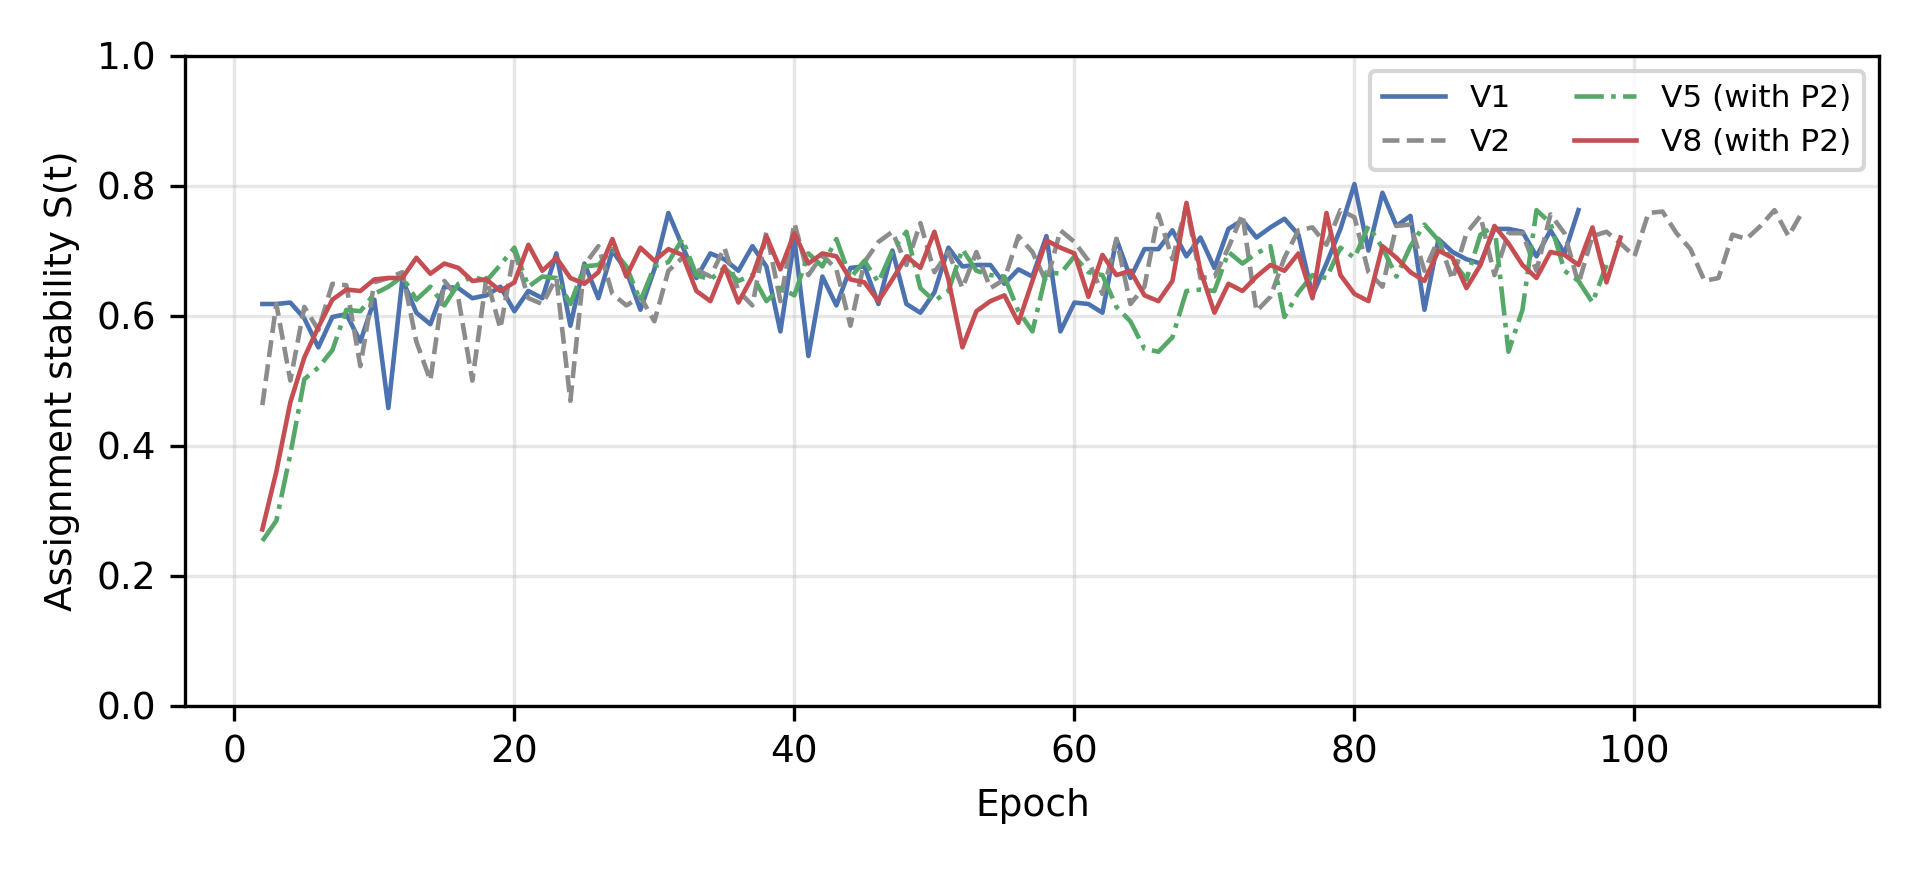 Assignment stability S(t)
1.0
0.8
0.6
0.4
0.2
0.0
V1
V2
V5 (with P2)
V8 (with P2)
0 20 40 60 80 100
Epoch